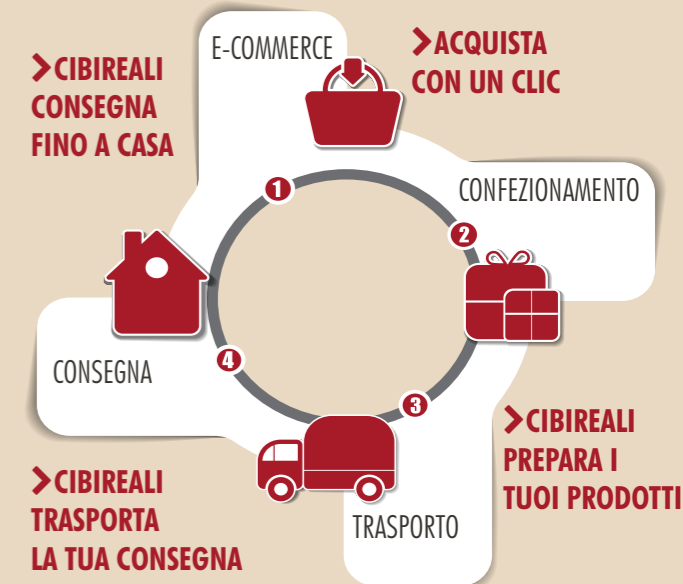 E-COMMERCE
>ACQUISTA
CON UN CLIC
>CIBIREALI
CONSEGNA
FINO A CASA
1
CONFEZIONAMENTO
2
4
CONSEGNA
3
>CIBIREALI
PREPARA I
TUOI PRODOTTI
>CIBIREALI
TRASPORTA
LA TUA CONSEGNA
TRASPORTO